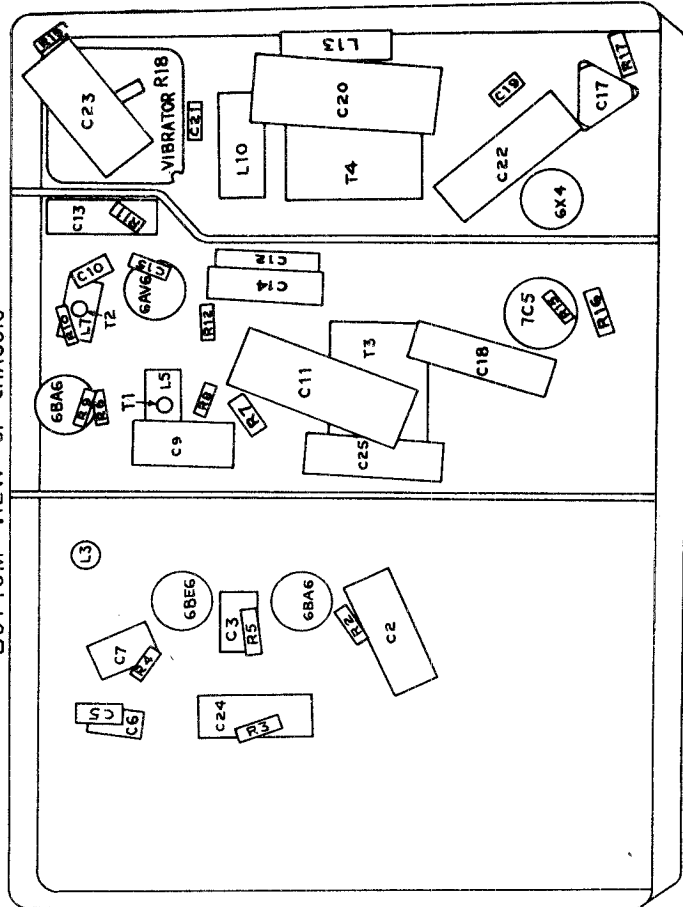 BOTTOM VIEW OF CHASSIS
R19
C23
VIBRATOR R18
C21
L13
C20
L10
T4
C19
C22
C17
R17
6X4
C13
R11
C10
C15
6AV6
R10
L7
T2
C12
C14
R12
7C5
R15
R16
T3
C18
C11
6BA6
R9
R6
T1
L5
R8
R7
C9
C25
L3
6BE6
C3
R5
6BA6
R2
C2
C7
R4
C5
C6
C24
R3